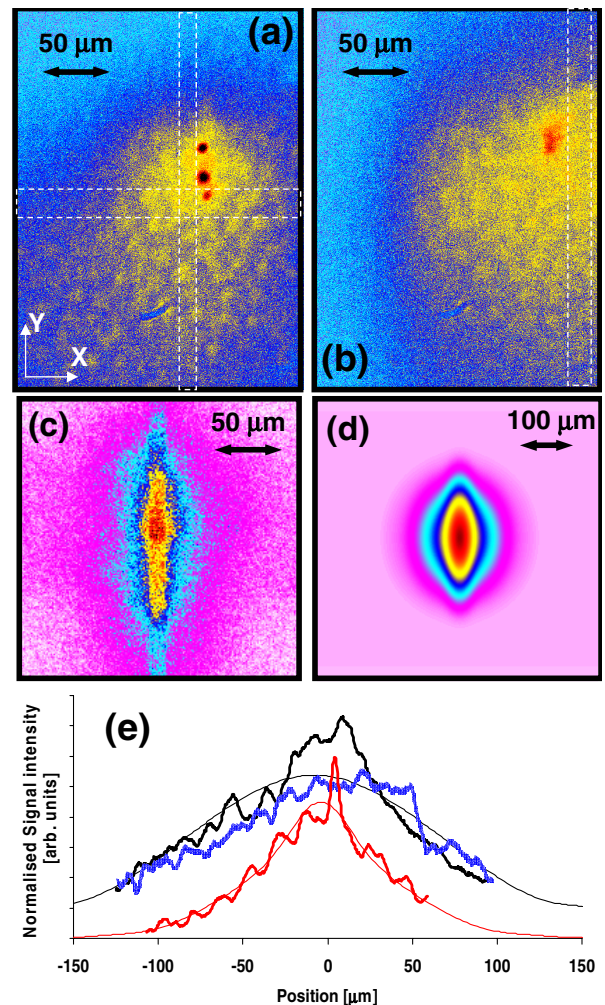 50 μm
(a)
50 μm
Y
X
(b)
(c)
50 μm
(d)
100 μm
(e)
Normalised Signal intensity
[arb. units]
-150
-100
-50
0
50
100
150
Position [μm]